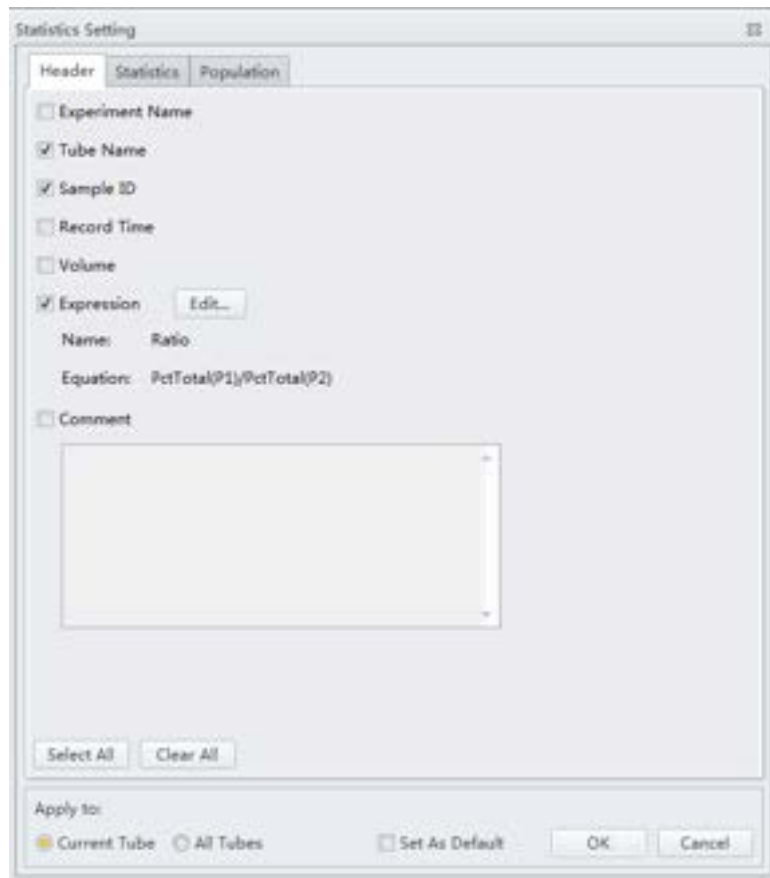 Statistics Setting
Header Statistics Population
Experiment Name
Tube Name
Sample ID
Record Time
Volume
Expression Edit...
Name: Ratio
Equation: PctTotal(P1)/PctTotal(P2)
Comment
Select All Clear All
Apply to:
Current Tube All Tubes Set As Default OK Cancel